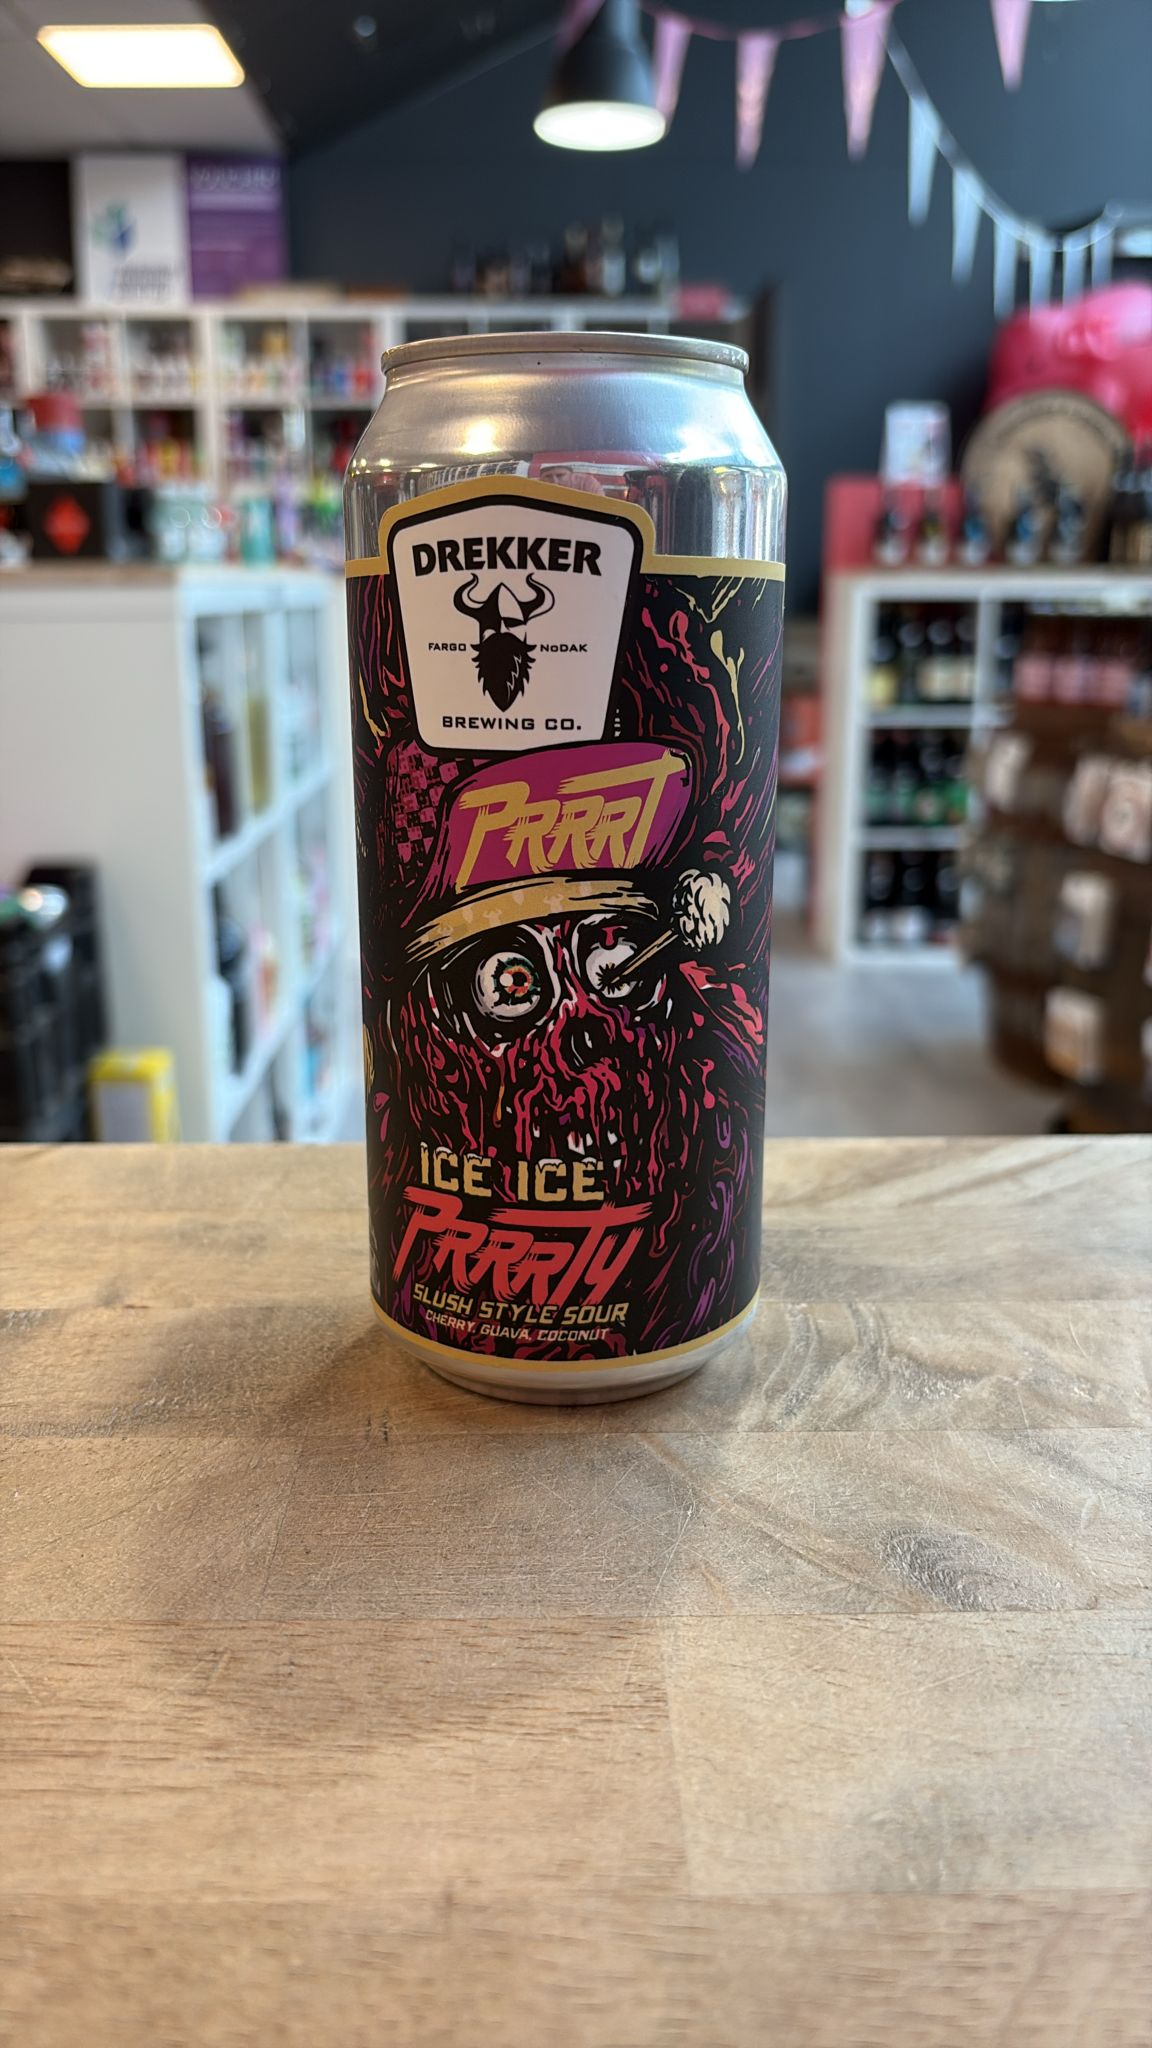 DREKKER
FARGO NoDAK
BREWING CO.
PRRRT
ICE ICE
PRRRTY
SLUSH STYLE SOUR
CHERRY, GUAVA, COCONUT